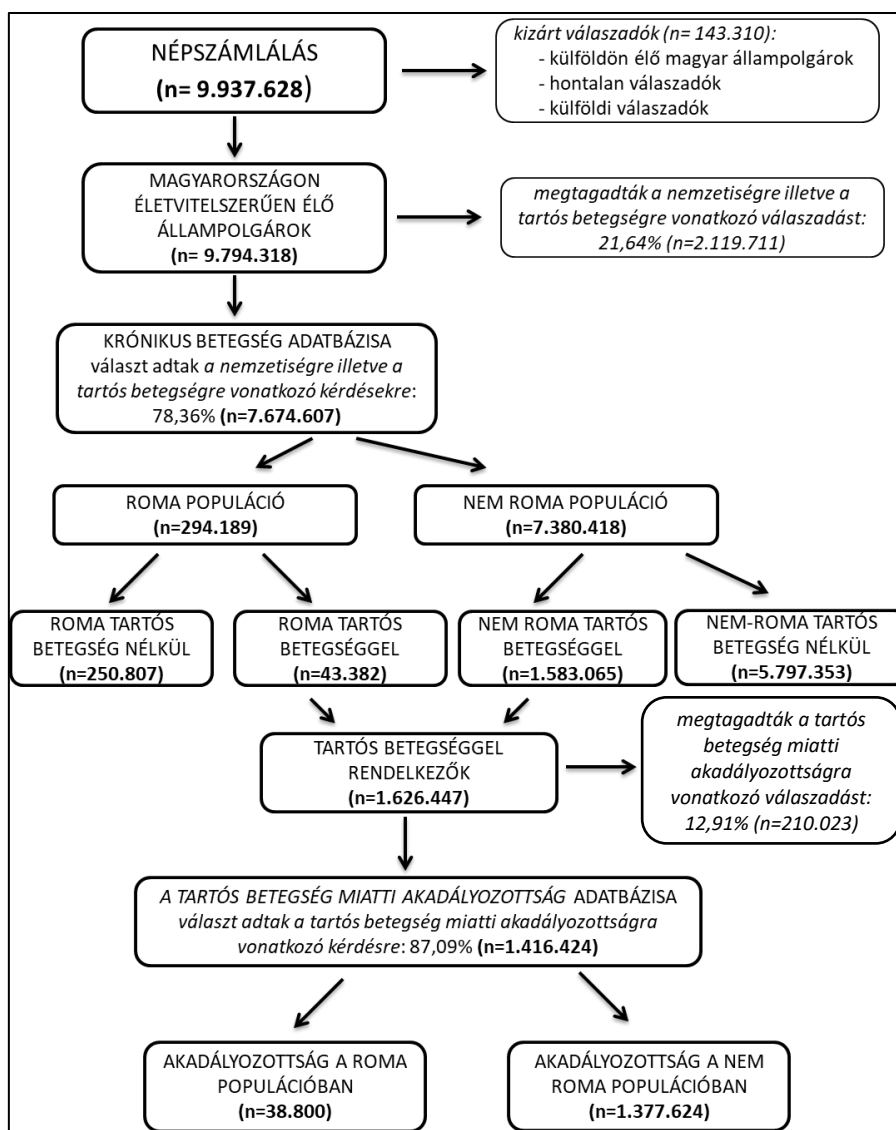 NÉPSZÁMLÁLÁS
(n= 9.937.628)
kizárt válaszadók (n= 143.310):
- külföldön élő magyar állampolgárok
- hontalan válaszadók
- külföldi válaszadók
MAGYARORSZÁGON
ÉLETVITELSZERŰEN ÉLŐ
ÁLLAMPOLGÁROK
(n= 9.794.318)
megtagadták a nemzetiségre illetve a
tartós betegségre vonatkozó válaszadást:
21,64% (n=2.119.711)
KRÓNIKUS BETEGSÉG ADATBÁZISA
választ adtak a nemzetiségre illetve a
tartós betegségre vonatkozó kérdésekre:
78,36% (n=7.674.607)
ROMA POPULÁCIÓ
(n=294.189)
NEM ROMA POPULÁCIÓ
(n=7.380.418)
ROMA TARTÓS
BETEGSÉG NÉLKÜL
(n=250.807)
ROMA TARTÓS
BETEGSÉGGEL
(n=43.382)
NEM ROMA TARTÓS
BETEGSÉGGEL
(n=1.583.065)
NEM-ROMA TARTÓS
BETEGSÉG NÉLKÜL
(n=5.797.353)
TARTÓS BETEGSÉGGEL
RENDELKEZŐK
(n=1.626.447)
megtagadták a tartós
betegség miatti
akadályozottságra
vonatkozó válaszadást:
12,91% (n=210.023)
A TARTÓS BETEGSÉG MIATTI AKADÁLYOZOTTSÁG ADATBÁZISA
választ adtak a tartós betegség miatti akadályozottságra
vonatkozó kérdésre: 87,09% (n=1.416.424)
AKADÁLYOZOTTSÁG A ROMA
POPULÁCIÓBAN
(n=38.800)
AKADÁLYOZOTTSÁG A NEM
ROMA POPULÁCIÓBAN
(n=1.377.624)